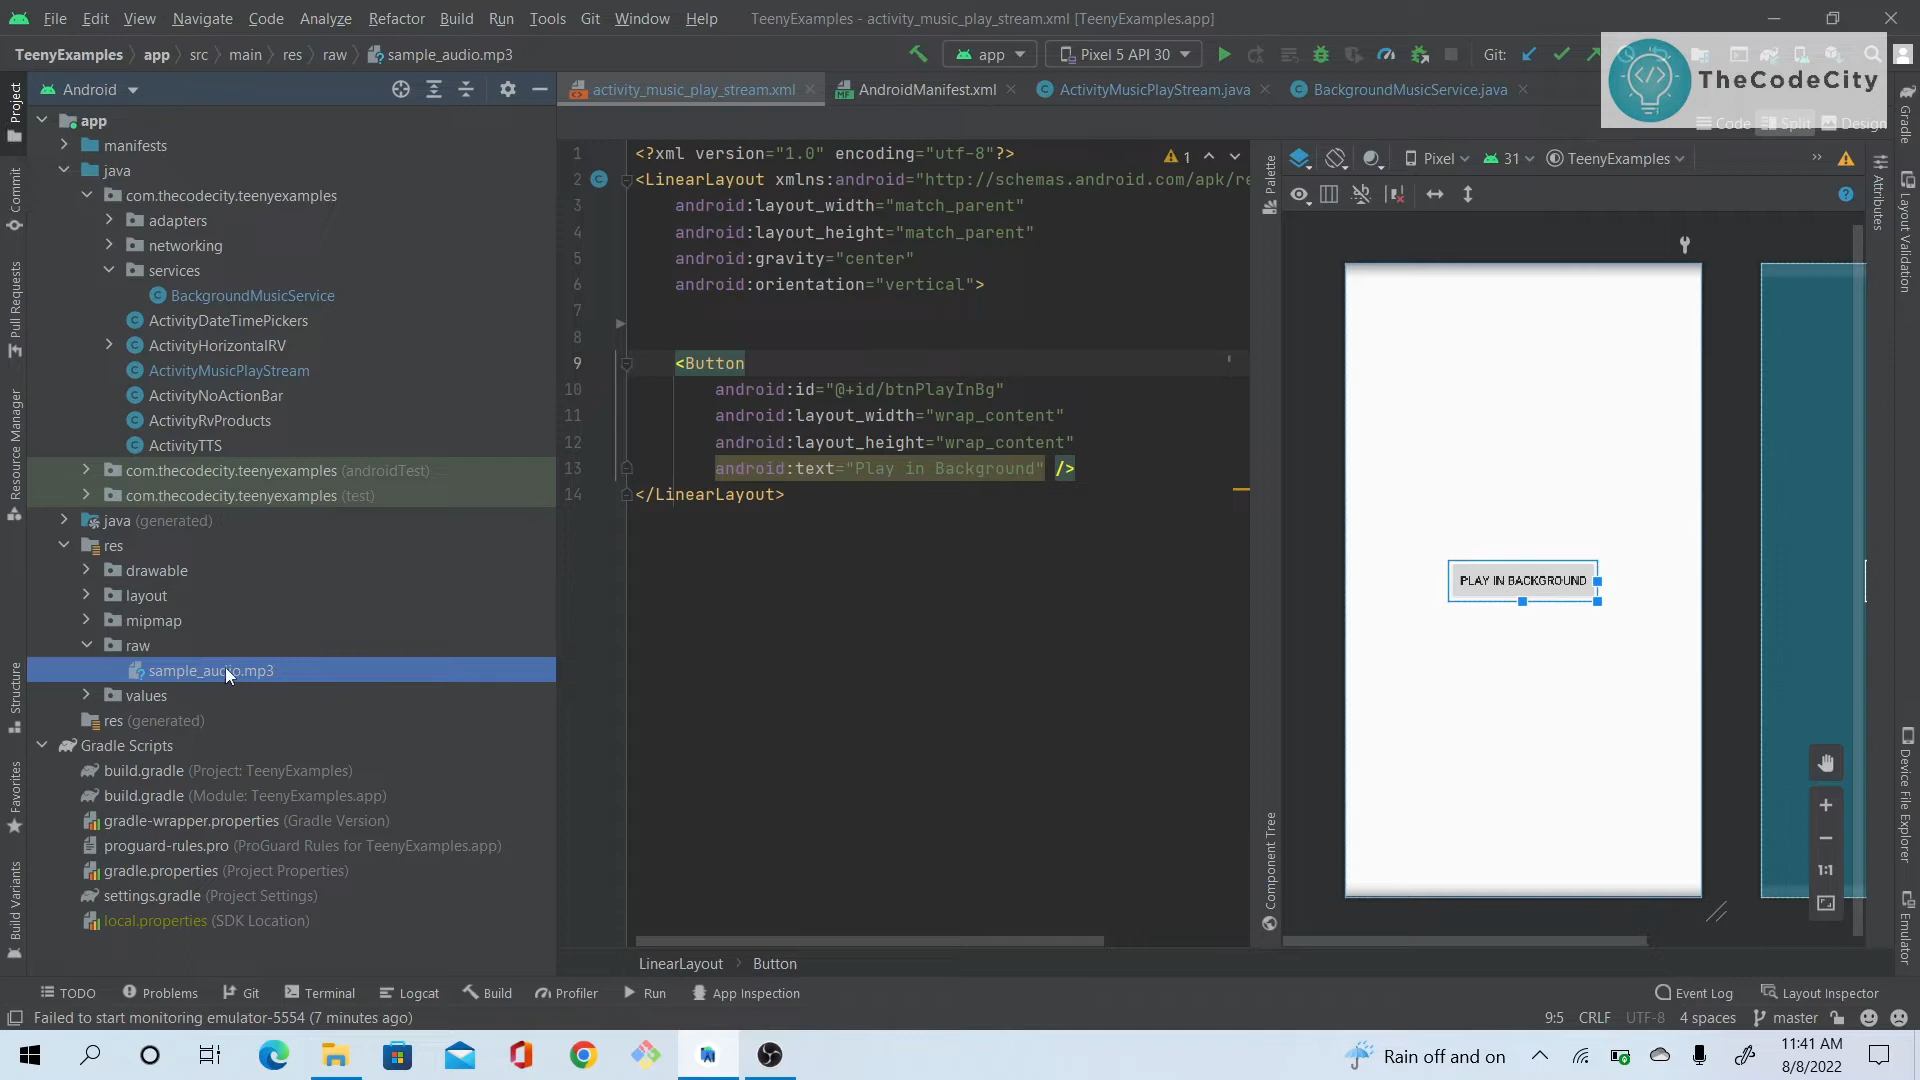 File Edit View Navigate Code Analyze Refactor Build Run Tools Git Window Help TeenyExamples - activity_music_play_stream.xml [TeenyExamples.app]
TeenyExamples app src main res raw sample_audio.mp3 app Pixel 5 API 30 Git:
TheCodeCity
Android activity_music_play_stream.xml AndroidManifest.xml ActivityMusicPlayStream.java BackgroundMusicService.java
Code Split Design
app
manifests
java
com.thecodecity.teenyexamples
adapters
networking
services
BackgroundMusicService
ActivityDateTimePickers
ActivityHorizontalRV
ActivityMusicPlayStream
ActivityNoActionBar
ActivityRvProducts
ActivityTTS
com.thecodecity.teenyexamples (androidTest)
com.thecodecity.teenyexamples (test)
java (generated)
res
drawable
layout
mipmap
raw
sample_audio.mp3
values
res (generated)
Gradle Scripts
build.gradle (Project: TeenyExamples)
build.gradle (Module: TeenyExamples.app)
gradle-wrapper.properties (Gradle Version)
proguard-rules.pro (ProGuard Rules for TeenyExamples.app)
gradle.properties (Project Properties)
settings.gradle (Project Settings)
local.properties (SDK Location)
Project
Commit
Pull Requests
Resource Manager
Structure
Favorites
Build Variants
1 <?xml version="1.0" encoding="utf-8"?> 1
2 <LinearLayout xmlns:android="http://schemas.android.com/apk/re
3 android:layout_width="match_parent"
4 android:layout_height="match_parent"
5 android:gravity="center"
6 android:orientation="vertical">
7
8
9 <Button
10 android:id="@+id/btnPlayInBg"
11 android:layout_width="wrap_content"
12 android:layout_height="wrap_content"
13 android:text="Play in Background" />
14 </LinearLayout>
Palette
Component Tree
Pixel 31 TeenyExamples
PLAY IN BACKGROUND
1:1
Gradle
Attributes
Layout Validation
Device File Explorer
Emulator
LinearLayout Button
TODO Problems Git Terminal Logcat Build Profiler Run App Inspection Event Log Layout Inspector
Failed to start monitoring emulator-5554 (7 minutes ago) 9:5 CRLF UTF-8 4 spaces master
Rain off and on 11:41 AM
8/8/2022